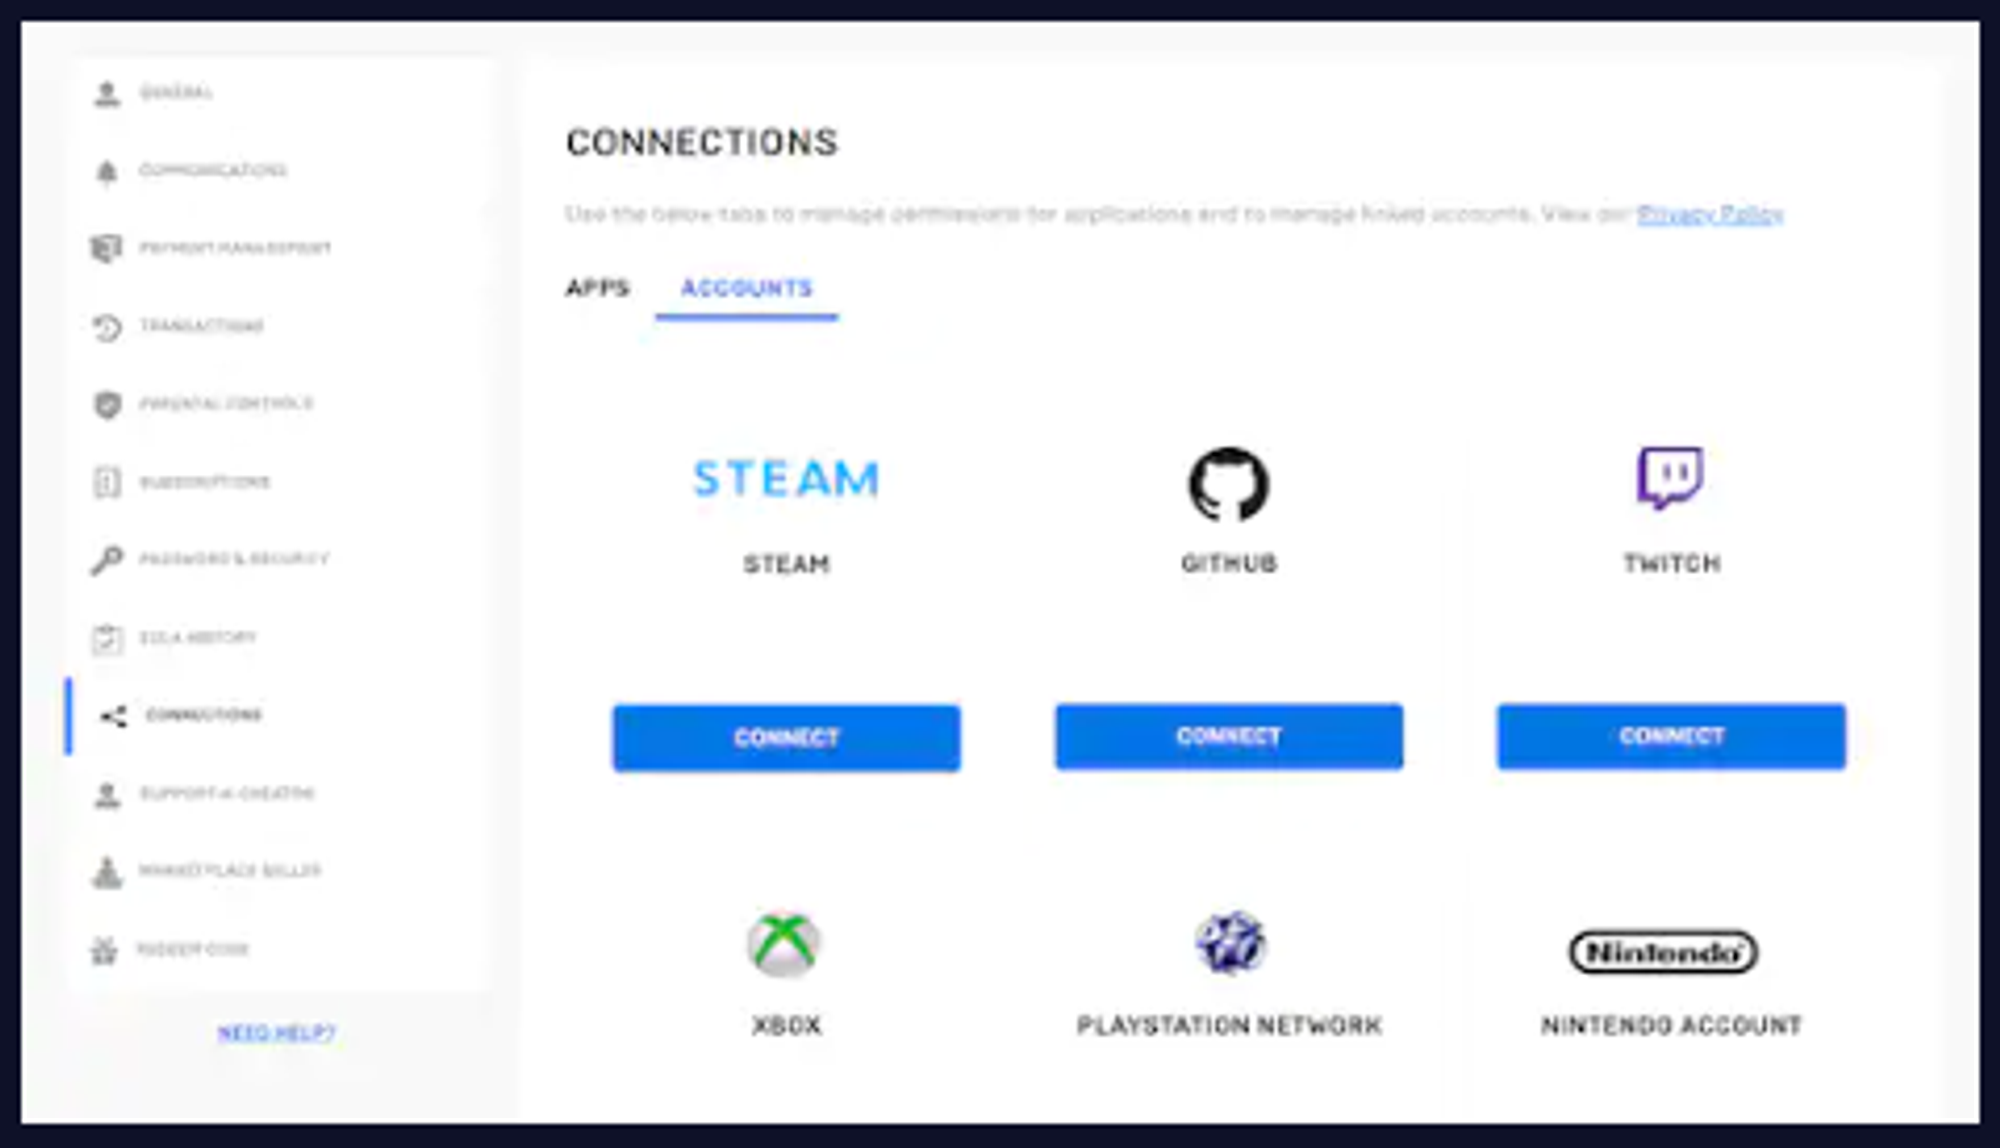 GENERAL
COMMUNICATIONS
PAYMENT MANAGEMENT
TRANSACTIONS
PARENTAL CONTROLS
SUBSCRIPTIONS
PASSWORD & SECURITY
EULA HISTORY
CONNECTIONS
SUPPORT-A-CREATOR
MARKETPLACE SELLER
REDEEM CODE
NEED HELP?
CONNECTIONS
Use the below tabs to manage permissions for applications and to manage linked accounts. View our Privacy Policy
APPS ACCOUNTS
STEAM
STEAM GITHUB TWITCH
CONNECT CONNECT CONNECT
Nintendo
XBOX PLAYSTATION NETWORK NINTENDO ACCOUNT